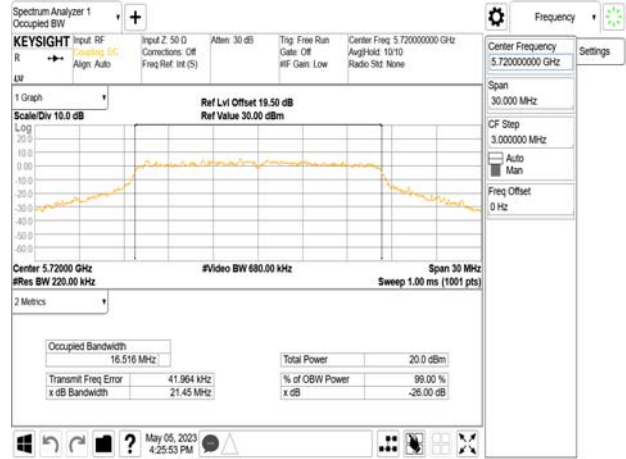 Spectrum Analyzer 1
Occupied BW
Frequency
KEYSIGHT
R
Input: RF
Coupling: DC
Align: Auto
Input Z: 50 Ω
Corrections: Off
Freq Ref: Int (S)
Atten: 30 dB
Trig: Free Run
Gate: Off
#IF Gain: Low
Center Freq: 5.720000000 GHz
Avg|Hold: 10/10
Radio Std: None
Center Frequency
5.720000000 GHz
Settings
Span
30.000 MHz
CF Step
3.000000 MHz
Auto
Man
Freq Offset
0 Hz
1 Graph
Scale/Div 10.0 dB
Ref Lvl Offset 19.50 dB
Ref Value 30.00 dBm
Log
20.0
10.0
0.00
-10.0
-20.0
-30.0
-40.0
-50.0
-60.0
Center 5.72000 GHz
#Res BW 220.00 kHz
#Video BW 680.00 kHz
Span 30 MHz
Sweep 1.00 ms (1001 pts)
2 Metrics
Occupied Bandwidth
16.516 MHz
Total Power 20.0 dBm
Transmit Freq Error 41.964 kHz
% of OBW Power 99.00 %
x dB Bandwidth 21.45 MHz
x dB -26.00 dB
May 05, 2023
4:25:53 PM